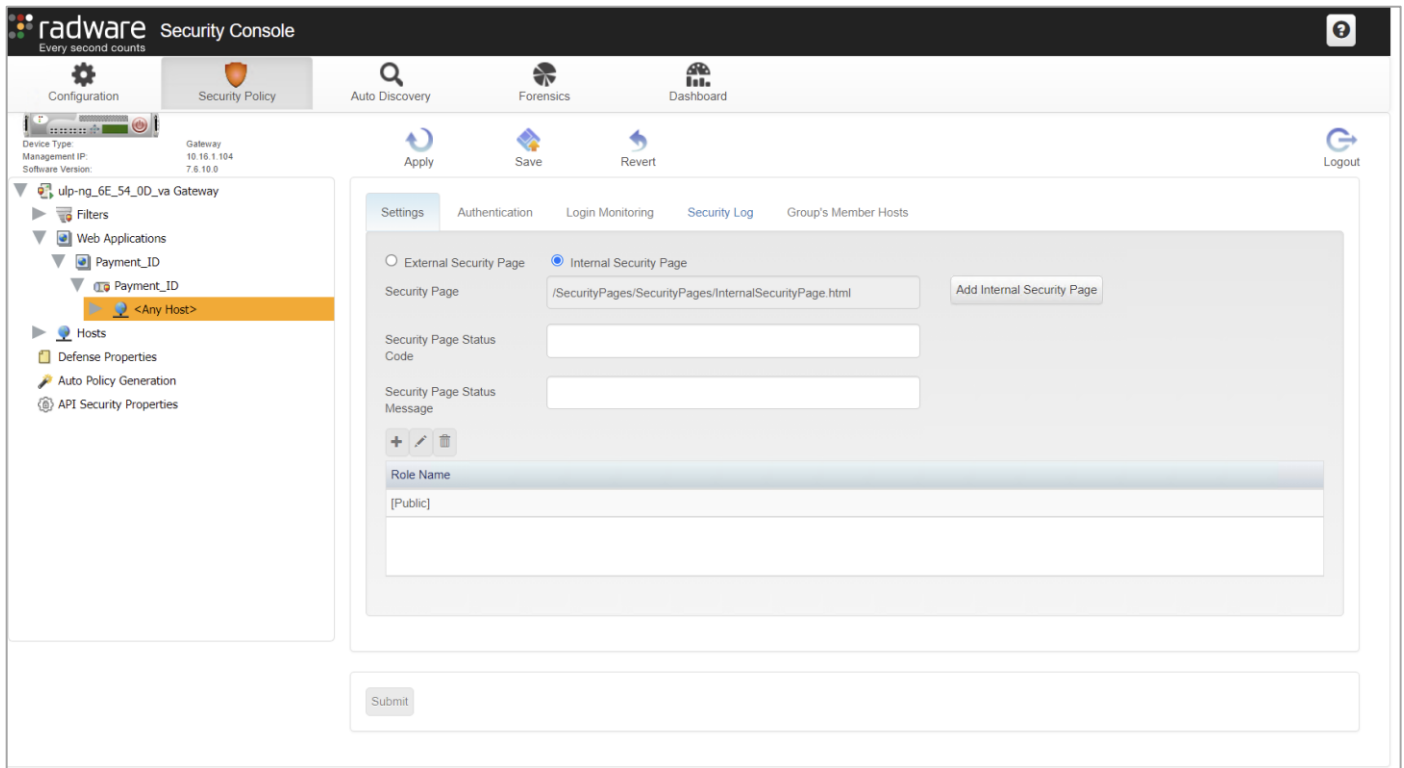 radware Security Console
Every second counts
Configuration Security Policy Auto Discovery Forensics Dashboard
Device Type: Gateway
Management IP: 10.16.1.104
Software Version: 7.6.10.0
Apply Save Revert Logout
ulp-ng_6E_54_0D_va Gateway
Filters
Web Applications
Payment_ID
Payment_ID
<Any Host>
Hosts
Defense Properties
Auto Policy Generation
API Security Properties
Settings Authentication Login Monitoring Security Log Group's Member Hosts
External Security Page Internal Security Page
Security Page /SecurityPages/SecurityPages/InternalSecurityPage.html Add Internal Security Page
Security Page Status
Code
Security Page Status
Message
Role Name
[Public]
Submit